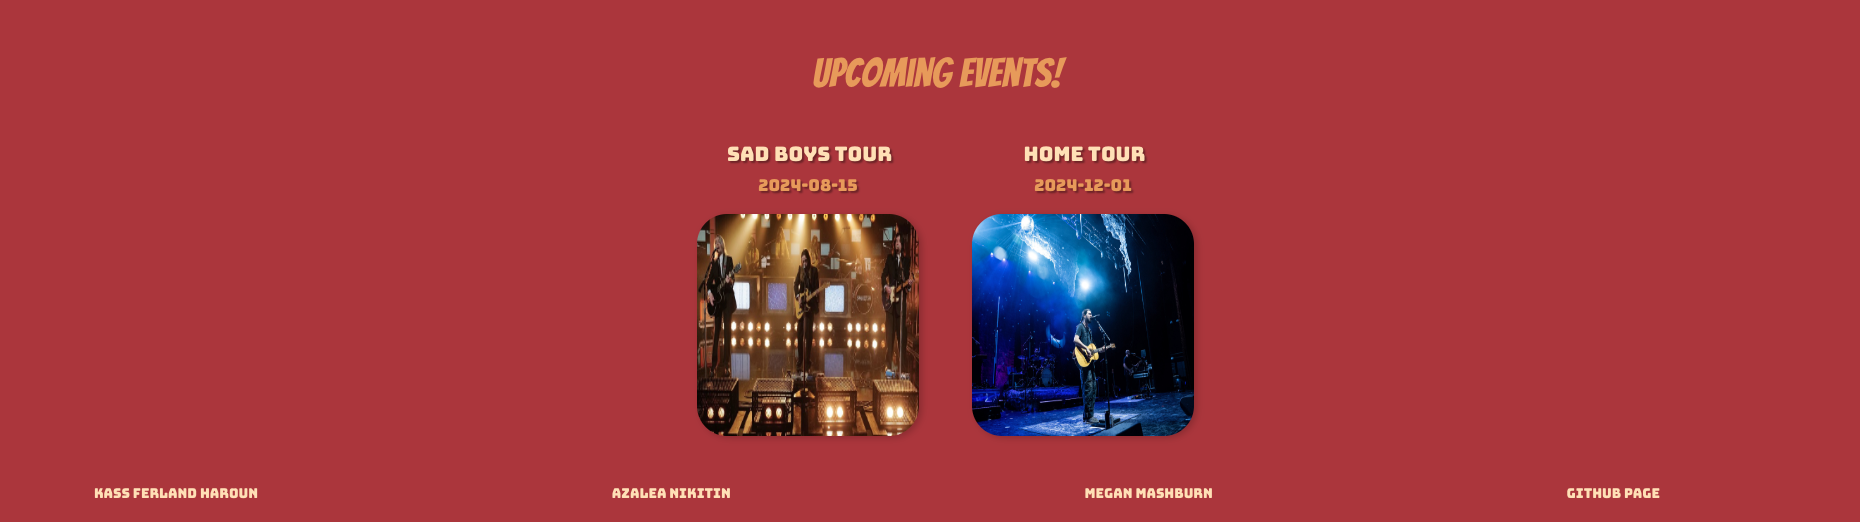 UPCOMING EVENTS!
SAD BOYS TOUR
2024-08-15
HOME TOUR
2024-12-01
KASS FERLAND HAROUN
AZALEA NIKITIN
MEGAN MASHBURN
GITHUB PAGE